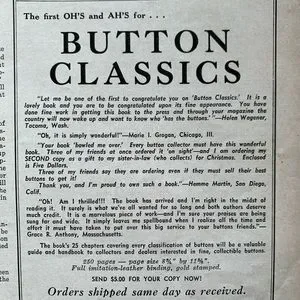 The first OH'S and AH'S for . . .
BUTTON
CLASSICS
"Let me be one of the first to congratulate you on 'Button Classics.' It is a
lovely book and you are to be congratulated upon its fine appearance. You have
done fine work in getting this book to the press and through your magazine the
country will now wake up and want to know who 'has the buttons.'"—Helen Wagener,
Tacoma, Wash.
"Oh, it is simply wonderful!"—Marie I. Grogan, Chicago, Ill.
"Your book 'bowled me over.' Every button collector must have this wonderful
book. Three of my friends at once ordered it 'on sight'—and I am ordering my
SECOND copy as a gift to my sister-in-law (who collects) for Christmas. Enclosed
is Five Dollars.
Three of my friends say they are ordering even if they must sell their best
buttons to get it!
Thank you, and I'm proud to own such a book."—Homme Martin, San Diego,
Calif.
"Oh! Am I thrilled!!! The book has arrived and I'm in the right mood of
reading it. It surely is what we've all wanted for so long and both authors deserve
much credit. It is a marvelous piece of work—and I'm sure your praises are being
sung far and wide. It simply leaves me spellbound when I realize all the time and
effort it must have taken to put over this big service to your button friends."—
Grace R. Anthony, Massachusetts.
The book's 25 chapters covering every classification of buttons will be a valuable
guide and handbook to collectors and dealers interested in fine, collectible buttons.
250 pages — page size 8¾" by 11¾".
Full imitation-leather binding, gold stamped.
SEND $5.00 FOR YOUR COPY NOW!
Orders shipped same day as received.